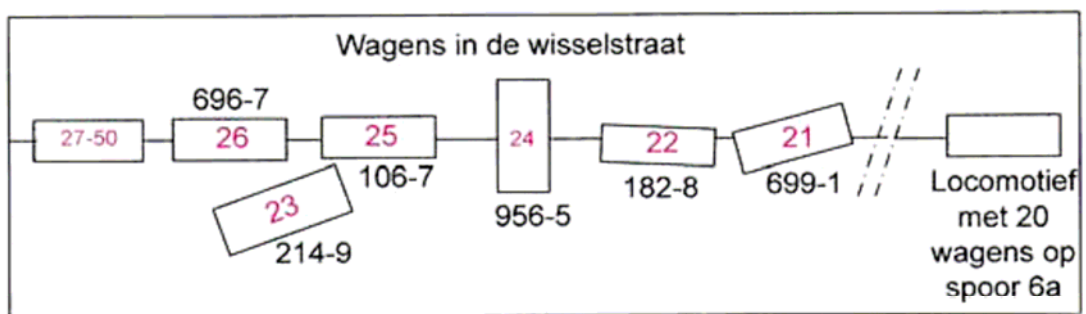 Wagens in de wisselstraat
696-7
27-50
26
25
24
22
21
106-7
182-8
699-1
23
214-9
956-5
Locomotief
met 20
wagens op
spoor 6a